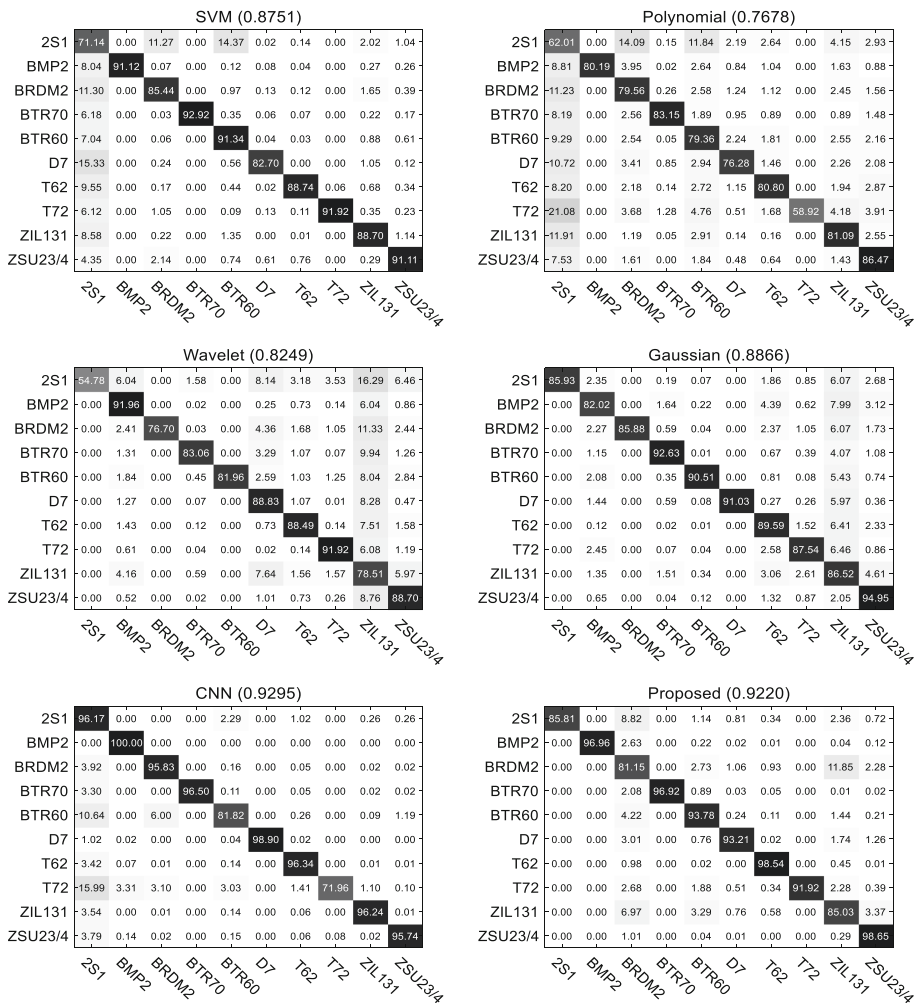 SVM (0.8751)
2S1 71.14 0.00 11.27 0.00 14.37 0.02 0.14 0.00 2.02 1.04
BMP2 8.04 91.12 0.07 0.00 0.12 0.08 0.04 0.00 0.27 0.26
BRDM2 11.30 0.00 85.44 0.00 0.97 0.13 0.12 0.00 1.65 0.39
BTR70 6.18 0.00 0.03 92.92 0.35 0.06 0.07 0.00 0.22 0.17
BTR60 7.04 0.00 0.06 0.00 91.34 0.04 0.03 0.00 0.88 0.61
D7 15.33 0.00 0.24 0.00 0.56 82.70 0.00 0.00 1.05 0.12
T62 9.55 0.00 0.17 0.00 0.44 0.02 88.74 0.06 0.68 0.34
T72 6.12 0.00 1.05 0.00 0.09 0.13 0.11 91.92 0.35 0.23
ZIL131 8.58 0.00 0.22 0.00 1.35 0.00 0.01 0.00 88.70 1.14
ZSU23/4 4.35 0.00 2.14 0.00 0.74 0.61 0.76 0.00 0.29 91.11
2S1 BMP2 BRDM2 BTR70 BTR60 D7 T62 T72 ZIL131 ZSU23/4
Polynomial (0.7678)
2S1 62.01 0.00 14.09 0.15 11.84 2.19 2.64 0.00 4.15 2.93
BMP2 8.81 80.19 3.95 0.02 2.64 0.84 1.04 0.00 1.63 0.88
BRDM2 11.23 0.00 79.56 0.26 2.58 1.24 1.12 0.00 2.45 1.56
BTR70 8.19 0.00 2.56 83.15 1.89 0.95 0.89 0.00 0.89 1.48
BTR60 9.29 0.00 2.54 0.05 79.36 2.24 1.81 0.00 2.55 2.16
D7 10.72 0.00 3.41 0.85 2.94 76.28 1.46 0.00 2.26 2.08
T62 8.20 0.00 2.18 0.14 2.72 1.15 80.80 0.00 1.94 2.87
T72 21.08 0.00 3.68 1.28 4.76 0.51 1.68 58.92 4.18 3.91
ZIL131 11.91 0.00 1.19 0.05 2.91 0.14 0.16 0.00 81.09 2.55
ZSU23/4 7.53 0.00 1.61 0.00 1.84 0.48 0.64 0.00 1.43 86.47
2S1 BMP2 BRDM2 BTR70 BTR60 D7 T62 T72 ZIL131 ZSU23/4
Wavelet (0.8249)
2S1 54.78 6.04 0.00 1.58 0.00 8.14 3.18 3.53 16.29 6.46
BMP2 0.00 91.96 0.00 0.02 0.00 0.25 0.73 0.14 6.04 0.86
BRDM2 0.00 2.41 76.70 0.03 0.00 4.36 1.68 1.05 11.33 2.44
BTR70 0.00 1.31 0.00 83.06 0.00 3.29 1.07 0.07 9.94 1.26
BTR60 0.00 1.84 0.00 0.45 81.96 2.59 1.03 1.25 8.04 2.84
D7 0.00 1.27 0.00 0.07 0.00 88.83 1.07 0.01 8.28 0.47
T62 0.00 1.43 0.00 0.12 0.00 0.73 88.49 0.14 7.51 1.58
T72 0.00 0.61 0.00 0.04 0.00 0.02 0.14 91.92 6.08 1.19
ZIL131 0.00 4.16 0.00 0.59 0.00 7.64 1.56 1.57 78.51 5.97
ZSU23/4 0.00 0.52 0.00 0.02 0.00 1.01 0.73 0.26 8.76 88.70
2S1 BMP2 BRDM2 BTR70 BTR60 D7 T62 T72 ZIL131 ZSU23/4
Gaussian (0.8866)
2S1 85.93 2.35 0.00 0.19 0.07 0.00 1.86 0.85 6.07 2.68
BMP2 0.00 82.02 0.00 1.64 0.22 0.00 4.39 0.62 7.99 3.12
BRDM2 0.00 2.27 85.88 0.59 0.04 0.00 2.37 1.05 6.07 1.73
BTR70 0.00 1.15 0.00 92.63 0.01 0.00 0.67 0.39 4.07 1.08
BTR60 0.00 2.08 0.00 0.35 90.51 0.00 0.81 0.08 5.43 0.74
D7 0.00 1.44 0.00 0.59 0.08 91.03 0.27 0.26 5.97 0.36
T62 0.00 0.12 0.00 0.02 0.01 0.00 89.59 1.52 6.41 2.33
T72 0.00 2.45 0.00 0.07 0.02 0.00 2.58 87.54 6.46 0.86
ZIL131 0.00 1.35 0.00 1.51 0.34 0.00 3.06 2.61 86.52 4.61
ZSU23/4 0.00 0.65 0.00 0.04 0.12 0.00 1.32 0.87 2.05 94.95
2S1 BMP2 BRDM2 BTR70 BTR60 D7 T62 T72 ZIL131 ZSU23/4
CNN (0.9295)
2S1 96.17 0.00 0.00 0.00 2.29 0.00 1.02 0.00 0.26 0.26
BMP2 0.00 100.00 0.00 0.00 0.00 0.00 0.00 0.00 0.00 0.00
BRDM2 3.92 0.00 95.83 0.00 0.16 0.00 0.05 0.00 0.02 0.02
BTR70 3.30 0.00 0.00 96.50 0.11 0.00 0.05 0.00 0.02 0.02
BTR60 10.64 0.00 6.00 0.00 81.82 0.00 0.26 0.00 0.09 1.19
D7 1.02 0.02 0.00 0.00 0.04 98.90 0.02 0.00 0.00 0.00
T62 3.42 0.07 0.01 0.00 0.14 0.00 96.34 0.00 0.01 0.01
T72 15.99 3.31 3.10 0.00 3.03 0.00 1.41 71.96 1.10 0.10
ZIL131 3.54 0.00 0.01 0.00 0.14 0.00 0.06 0.00 96.24 0.01
ZSU23/4 3.79 0.14 0.02 0.00 0.15 0.00 0.06 0.08 0.02 95.74
2S1 BMP2 BRDM2 BTR70 BTR60 D7 T62 T72 ZIL131 ZSU23/4
Proposed (0.9220)
2S1 85.81 0.00 8.82 0.00 1.14 0.81 0.34 0.00 2.36 0.72
BMP2 0.00 96.96 2.63 0.00 0.22 0.02 0.01 0.00 0.04 0.12
BRDM2 0.00 0.00 81.15 0.00 2.73 1.06 0.93 0.00 11.85 2.28
BTR70 0.00 0.00 2.08 96.92 0.89 0.03 0.05 0.00 0.01 0.02
BTR60 0.00 0.00 4.22 0.00 93.78 0.24 0.11 0.00 1.44 0.21
D7 0.00 0.00 3.01 0.00 0.76 93.21 0.02 0.00 1.74 1.26
T62 0.00 0.00 0.98 0.00 0.02 0.00 98.54 0.00 0.45 0.01
T72 0.00 0.00 2.68 0.00 1.88 0.51 0.34 91.92 2.28 0.39
ZIL131 0.00 0.00 6.97 0.00 3.29 0.76 0.58 0.00 85.03 3.37
ZSU23/4 0.00 0.00 1.01 0.00 0.04 0.01 0.00 0.00 0.29 98.65
2S1 BMP2 BRDM2 BTR70 BTR60 D7 T62 T72 ZIL131 ZSU23/4